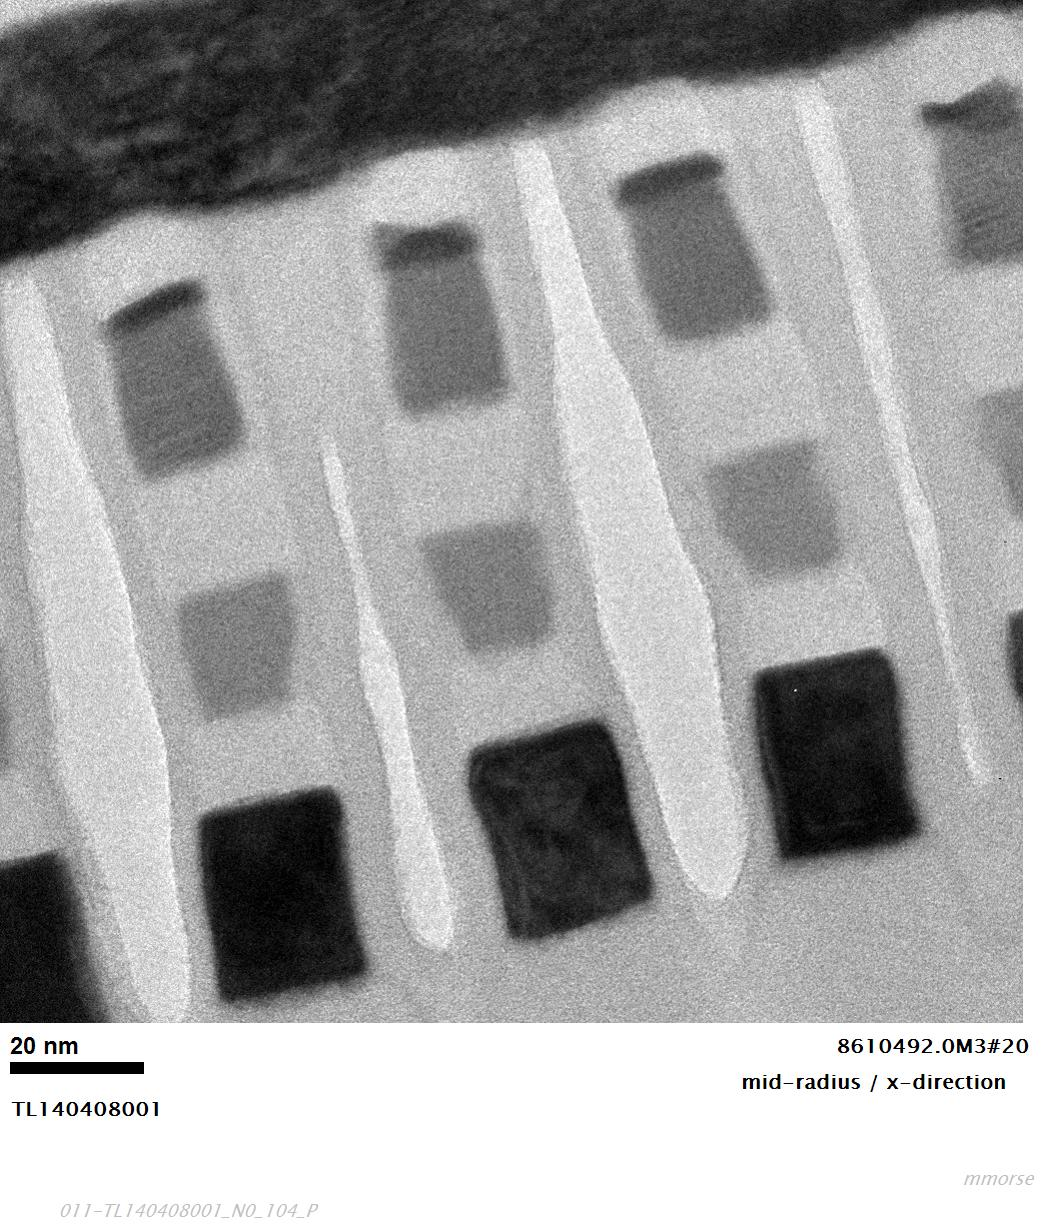 20 nm
8610492.0M3#20
mid-radius / x-direction
TL140408001
mmorse
011-TL140408001_N0_104_P